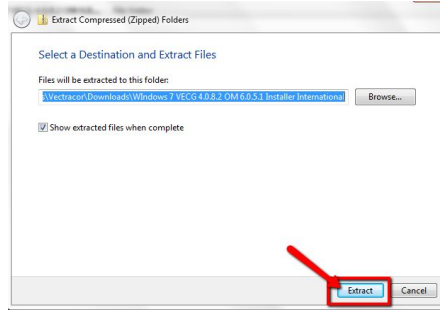 Extract Compressed (Zipped) Folders
Select a Destination and Extract Files
Files will be extracted to this folder:
:\Vectracor\Downloads\WIndows 7 VECG 4.0.8.2 OM 6.0.5.1 Installer International
Browse...
Show extracted files when complete
Extract
Cancel